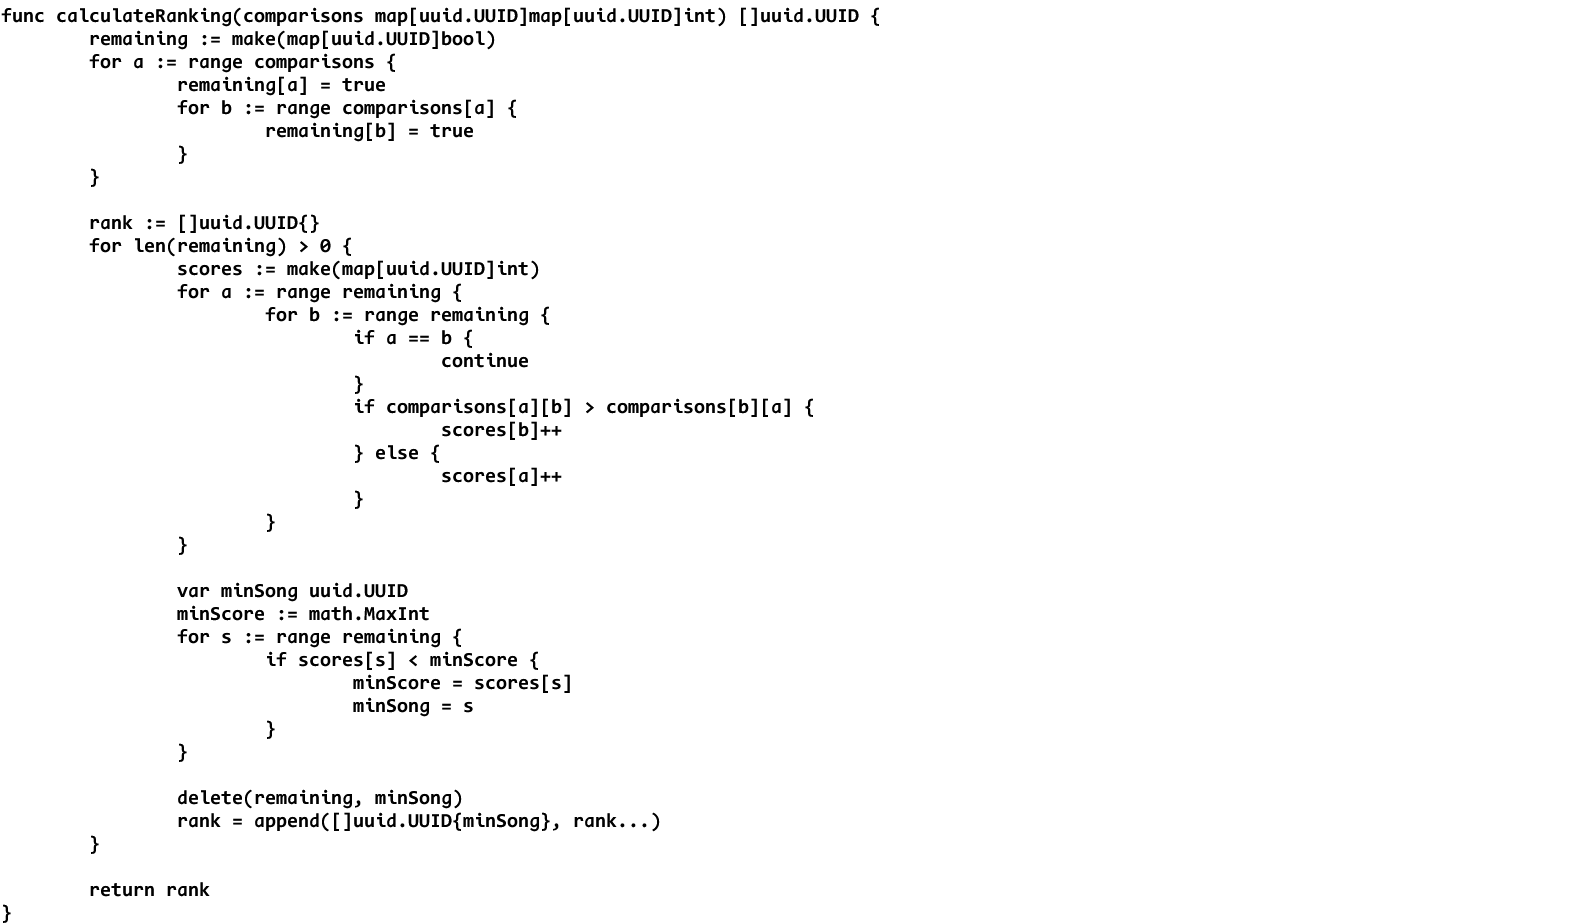 func calculateRanking(comparisons map[uuid.UUID]map[uuid.UUID]int) []uuid.UUID {
        remaining := make(map[uuid.UUID]bool)
        for a := range comparisons {
                remaining[a] = true
                for b := range comparisons[a] {
                        remaining[b] = true
                }
        }

        rank := []uuid.UUID{}
        for len(remaining) > 0 {
                scores := make(map[uuid.UUID]int)
                for a := range remaining {
                        for b := range remaining {
                                if a == b {
                                        continue
                                }
                                if comparisons[a][b] > comparisons[b][a] {
                                        scores[b]++
                                } else {
                                        scores[a]++
                                }
                        }
                }

                var minSong uuid.UUID
                minScore := math.MaxInt
                for s := range remaining {
                        if scores[s] < minScore {
                                minScore = scores[s]
                                minSong = s
                        }
                }

                delete(remaining, minSong)
                rank = append([]uuid.UUID{minSong}, rank...)
        }

        return rank
}